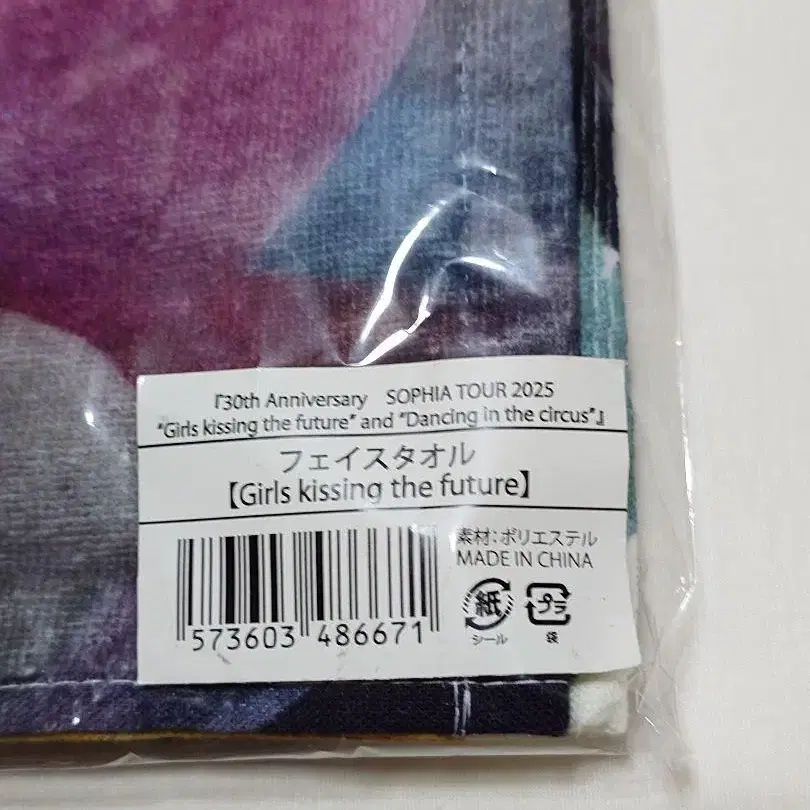 『30th Anniversary　SOPHIA TOUR 2025
“Girls kissing the future” and “Dancing in the circus”』
フェイスタオル
【Girls kissing the future】
素材:ポリエステル
MADE IN CHINA
紙
プラ
シール
袋
573603 486671